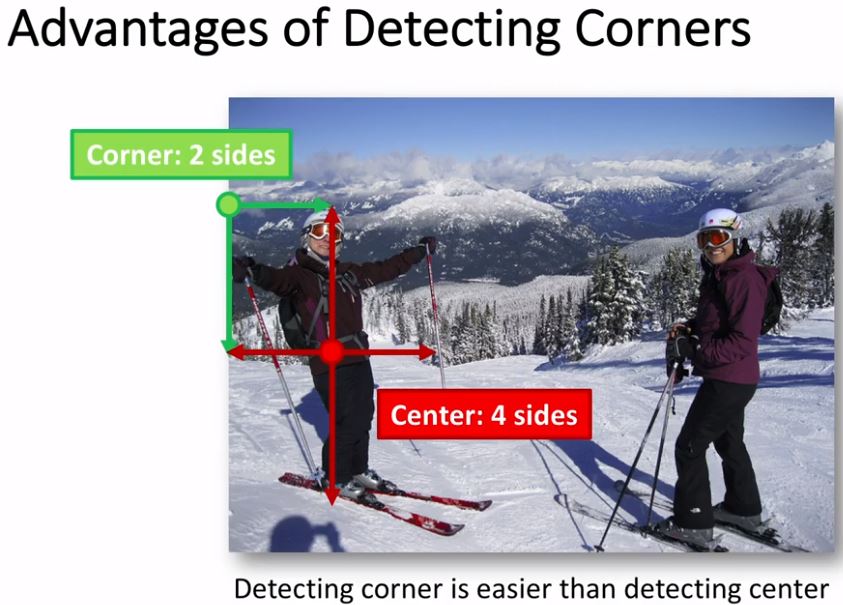 Advantages of Detecting Corners
Corner: 2 sides
Center: 4 sides
Detecting corner is easier than detecting center